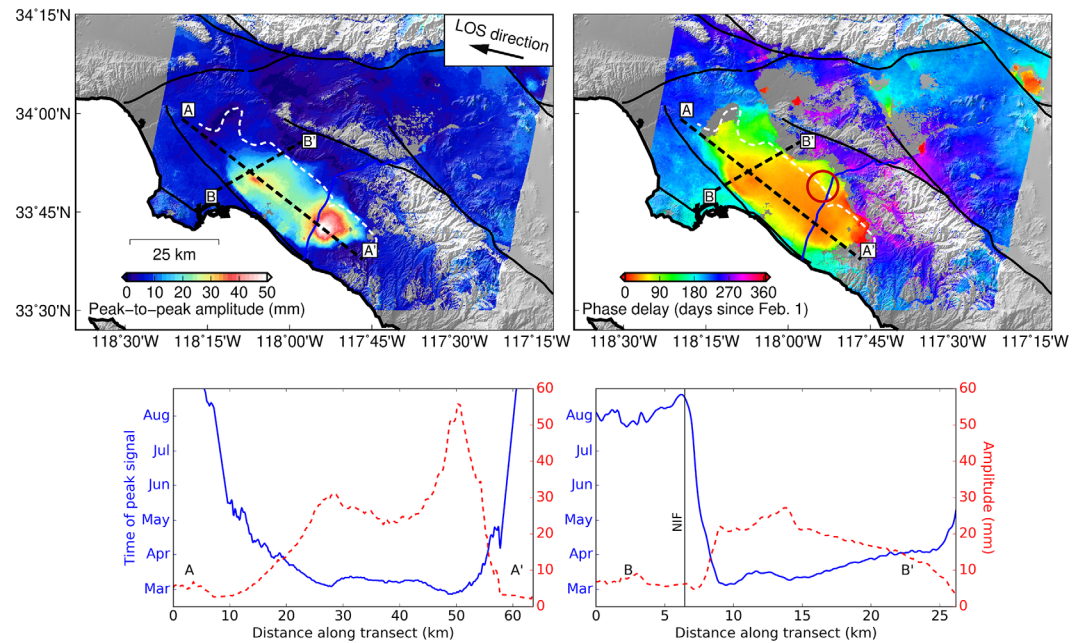 34˚15'N
34˚00'N
33˚45'N
33˚30'N
LOS direction
A
B'
B
A'
25 km
0 10 20 30 40 50
Peak−to−peak amplitude (mm)
118˚30'W 118˚15'W 118˚00'W 117˚45'W 117˚30'W 117˚15'W
A
B'
B
A'
0 90 180 270 360
Phase delay (days since Feb. 1)
118˚30'W 118˚15'W 118˚00'W 117˚45'W 117˚30'W 117˚15'W
Time of peak signal
Aug
Jul
Jun
May
Apr
Mar
A
A'
60
50
40
30
20
10
0
0 10 20 30 40 50 60
Distance along transect (km)
Aug
Jul
Jun
May
Apr
Mar
NIF
B
B'
60
50
40
30
20
10
0
Amplitude (mm)
0 5 10 15 20 25
Distance along transect (km)